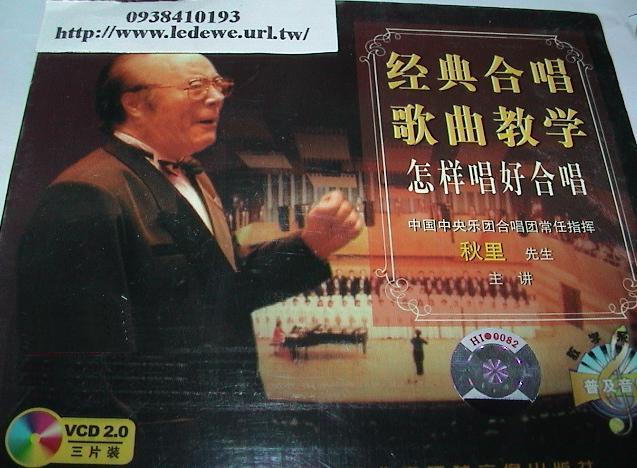 0938410193
http://www.ledewe.url.tw/
经典合唱
歌曲教学
怎样唱好合唱
中国中央乐团合唱团常任指挥
秋里 先生
主 讲
HI 0082
普及音
VCD 2.0
三片装